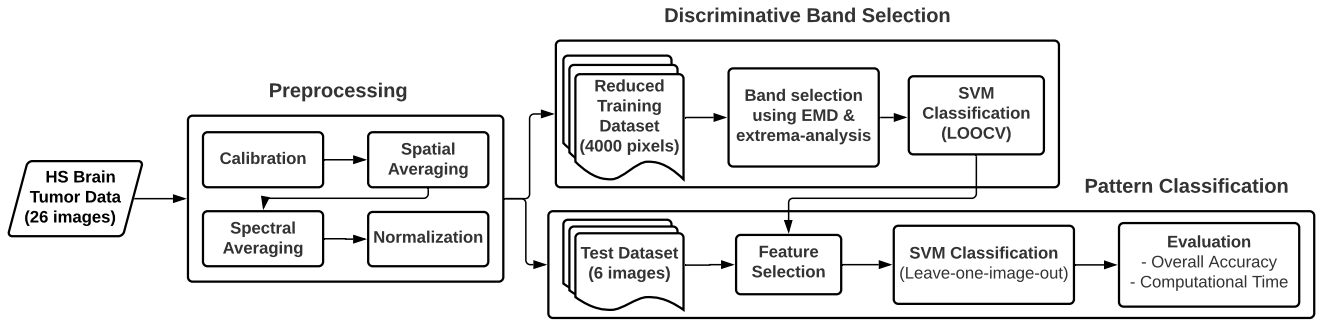 HS Brain
Tumor Data
(26 images)
Preprocessing
Calibration
Spatial
Averaging
Spectral
Averaging
Normalization
Discriminative Band Selection
Reduced
Training
Dataset
(4000 pixels)
Band selection
using EMD &
extrema-analysis
SVM
Classification
(LOOCV)
Pattern Classification
Test Dataset
(6 images)
Feature
Selection
SVM Classification
(Leave-one-image-out)
Evaluation
- Overall Accuracy
- Computational Time